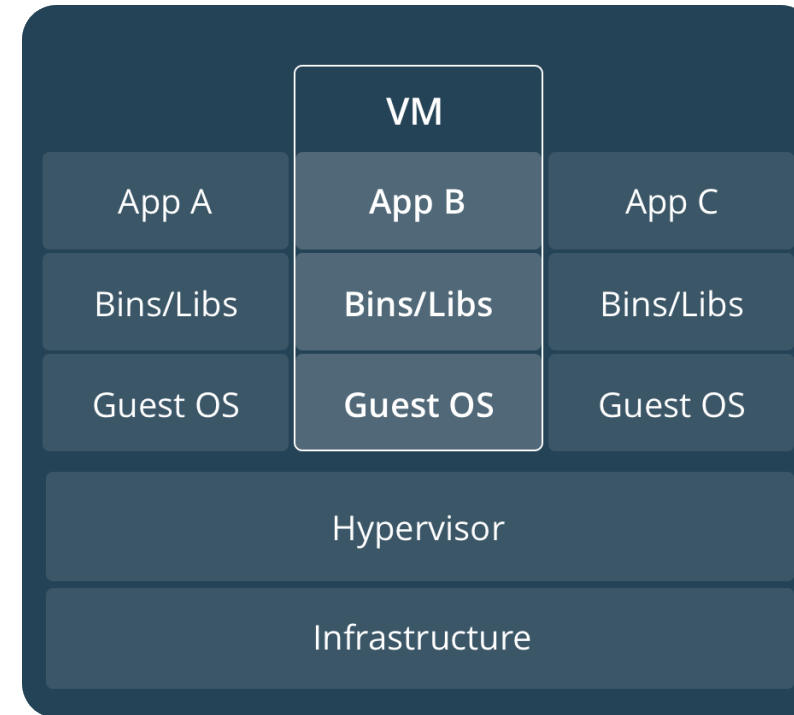 VM
App A
App B
App C
Bins/Libs
Bins/Libs
Bins/Libs
Guest OS
Guest OS
Guest OS
Hypervisor
Infrastructure